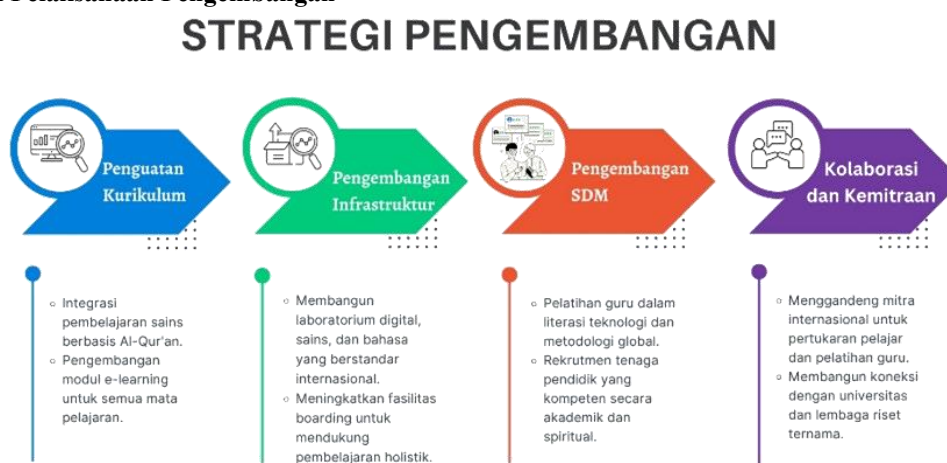 Pelaksanaan Pengembangan
STRATEGI PENGEMBANGAN
Penguatan
Kurikulum
Integrasi
pembelajaran sains
berbasis Al-Qur'an.
Pengembangan
modul e-learning
untuk semua mata
pelajaran.
Pengembangan
Infrastruktur
Membangun
laboratorium digital,
sains, dan bahasa
yang berstandar
internasional.
Meningkatkan fasilitas
boarding untuk
mendukung
pembelajaran holistik.
Pengembangan
SDM
Pelatihan guru dalam
literasi teknologi dan
metodologi global.
Rekrutmen tenaga
pendidik yang
kompeten secara
akademik dan
spiritual.
Kolaborasi
dan Kemitraan
Menggandeng mitra
internasional untuk
pertukaran pelajar
dan pelatihan guru.
Membangun koneksi
dengan universitas
dan lembaga riset
ternama.